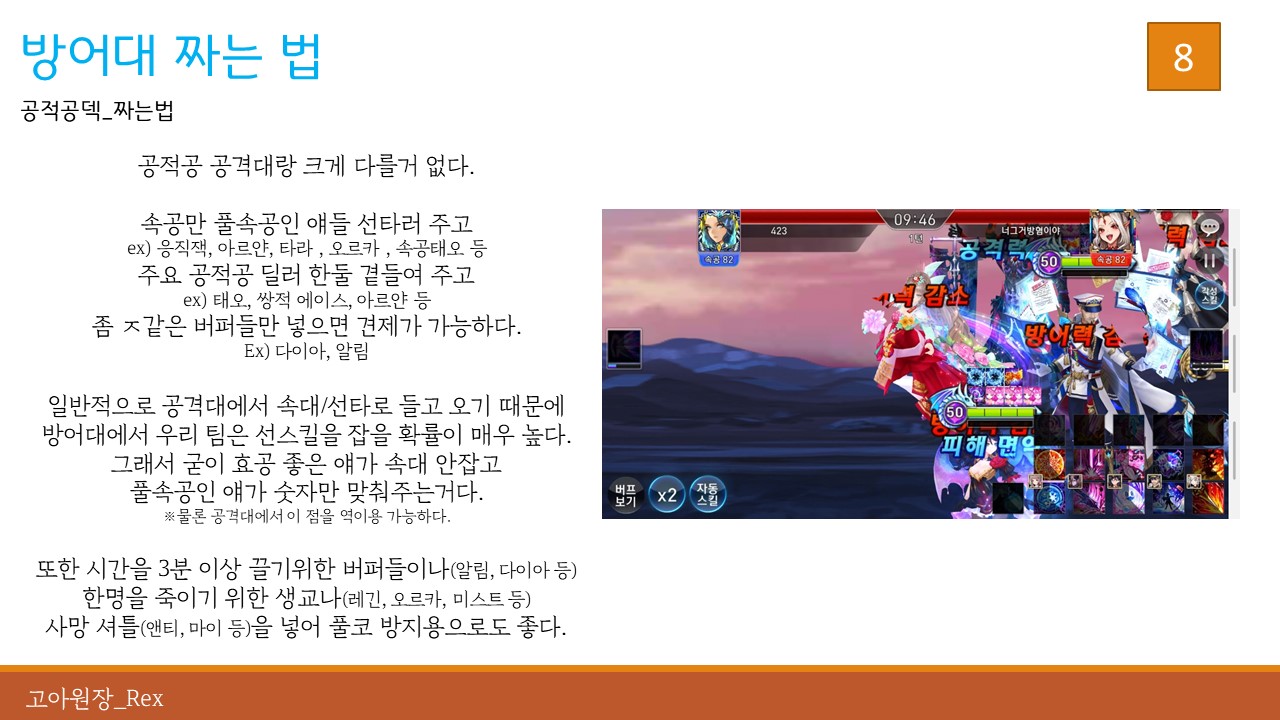 방어대 짜는 법
8
공적공덱_짜는법
공적공 공격대랑 크게 다를거 없다.
속공만 풀속공인 얘들 선타러 주고
ex) 응직잭, 아르얀, 타라 , 오르카 , 속공태오 등
주요 공적공 딜러 한둘 곁들여 주고
ex) 태오, 쌍적 에이스, 아르얀 등
좀 ㅈ같은 버퍼들만 넣으면 견제가 가능하다.
Ex) 다이아, 알림
일반적으로 공격대에서 속대/선타로 들고 오기 때문에
방어대에서 우리 팀은 선스킬을 잡을 확률이 매우 높다.
그래서 굳이 효공 좋은 얘가 속대 안잡고
풀속공인 얘가 숫자만 맞춰주는거다.
※물론 공격대에서 이 점을 역이용 가능하다.
또한 시간을 3분 이상 끌기위한 버퍼들이나(알림, 다이아 등)
한명을 죽이기 위한 생교나(레긴, 오르카, 미스트 등)
사망 셔틀(앤티, 마이 등)을 넣어 풀코 방지용으로도 좋다.
423
속공 82
09:46
1턴
너그거방혐이야
속공 82
공격력
력
50
각성
스킬
력 감소
방어력 감
50
피해 면역
버프
보기
x2
자동
스킬
고아원장_Rex